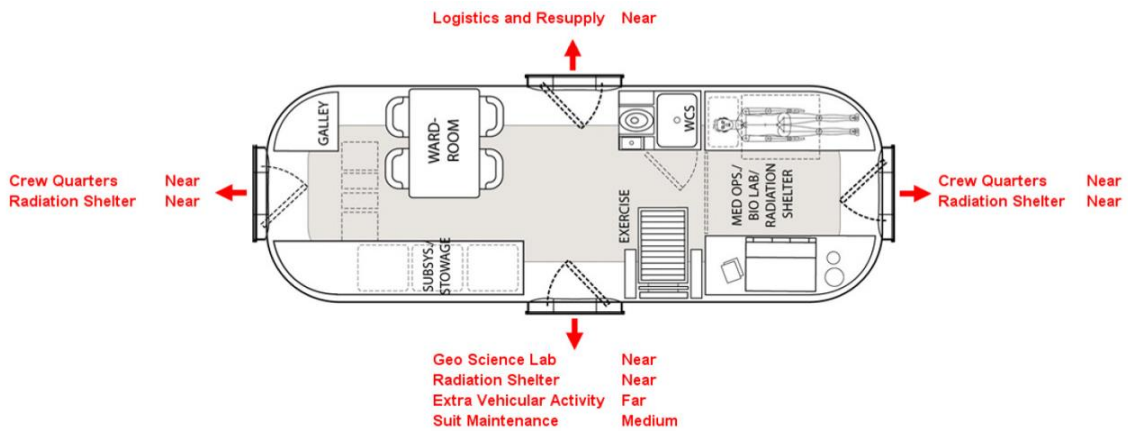 Logistics and Resupply Near
GALLEY
WARD-
ROOM
WCS
Crew Quarters Near
Radiation Shelter Near
EXERCISE
MED OPS./
BIO LAB/
RADIATION
SHELTER
Crew Quarters Near
Radiation Shelter Near
SUBSYS./
STOWAGE
Geo Science Lab Near
Radiation Shelter Near
Extra Vehicular Activity Far
Suit Maintenance Medium